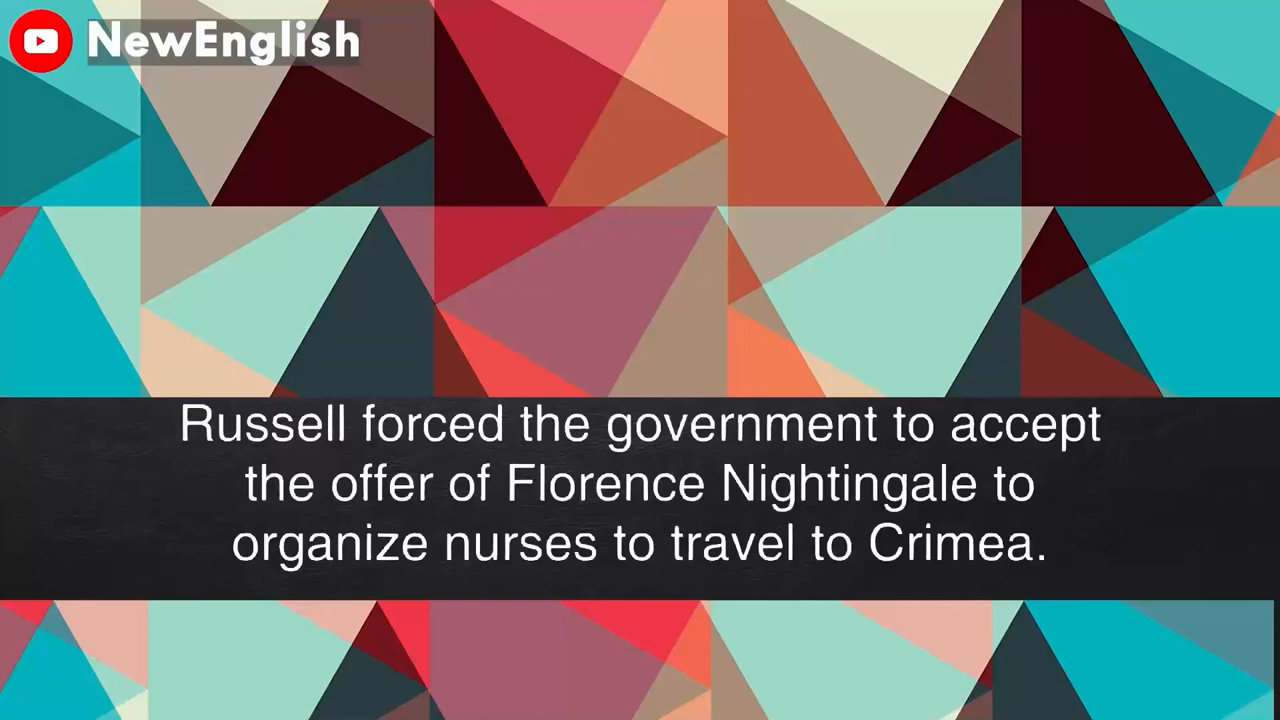 NewEnglish
Russell forced the government to accept
the offer of Florence Nightingale to
organize nurses to travel to Crimea.